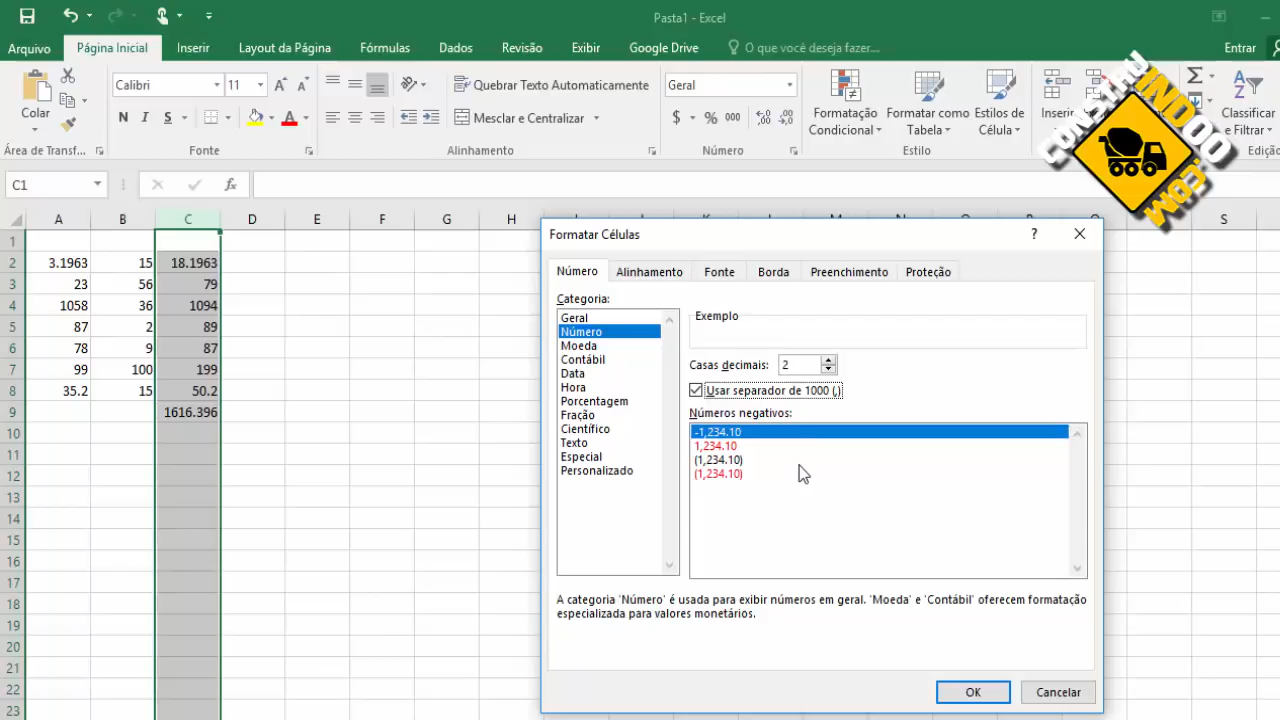 Pasta1 - Excel
Arquivo Página Inicial Inserir Layout da Página Fórmulas Dados Revisão Exibir Google Drive O que você deseja fazer... Entrar
Calibri 11 Quebrar Texto Automaticamente Geral
Colar N I S Mesclar e Centralizar $ % 000 Formatação Condicional Formatar como Tabela Estilos de Célula Classificar e Filtrar
Área de Transf... Fonte Alinhamento Número Estilo
CONSTRU
INDOO
.COM
C1 fx
A B C D E F G H S
1
2 3.1963 15 18.1963
3 23 56 79
4 1058 36 1094
5 87 2 89
6 78 9 87
7 99 100 199
8 35.2 15 50.2
9 1616.396
10
11
12
13
14
15
16
17
18
19
20
21
22
23
Formatar Células ?
Número Alinhamento Fonte Borda Preenchimento Proteção
Categoria:
Geral
Número
Moeda
Contábil
Data
Hora
Porcentagem
Fração
Científico
Texto
Especial
Personalizado
Exemplo
Casas decimais: 2
Usar separador de 1000 (,)
Números negativos:
-1,234.10
1,234.10
(1,234.10)
(1,234.10)
A categoria 'Número' é usada para exibir números em geral. 'Moeda' e 'Contábil' oferecem formatação
especializada para valores monetários.
OK Cancelar